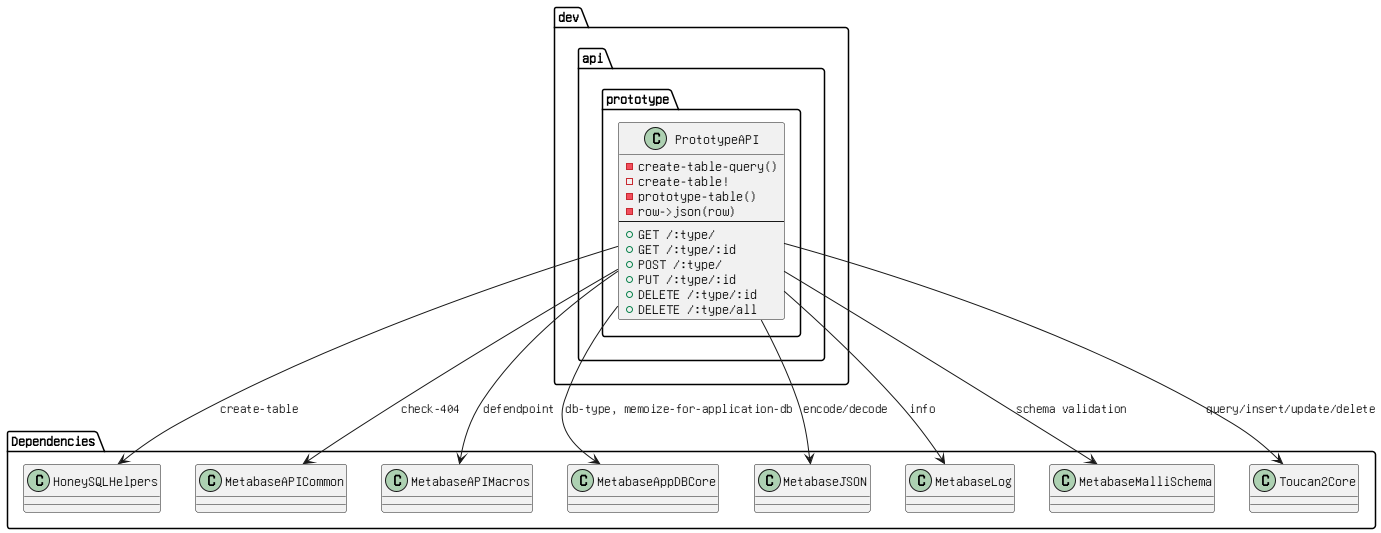 dev
api
prototype
C PrototypeAPI
create-table-query()
create-table!
prototype-table()
row->json(row)
GET /:type/
GET /:type/:id
POST /:type/
PUT /:type/:id
DELETE /:type/:id
DELETE /:type/all
create-table
check-404
defendpoint
db-type, memoize-for-application-db
encode/decode
info
schema validation
query/insert/update/delete
Dependencies
C HoneySQLHelpers
C MetabaseAPICommon
C MetabaseAPIMacros
C MetabaseAppDBCore
C MetabaseJSON
C MetabaseLog
C MetabaseMalliSchema
C Toucan2Core